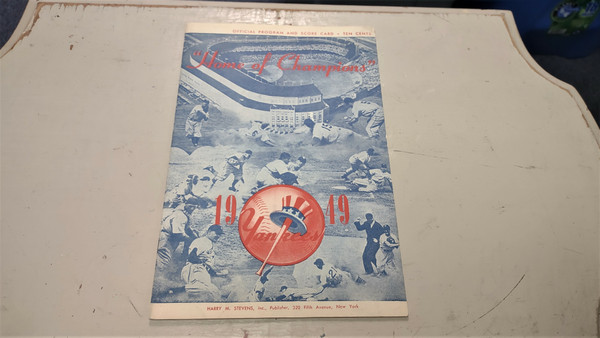 OFFICIAL PROGRAM AND SCORE CARD - TEN CENTS
"Home of Champions"
19 49
Yankees
HARRY M. STEVENS, Inc., Publisher, 320 Fifth Avenue, New York